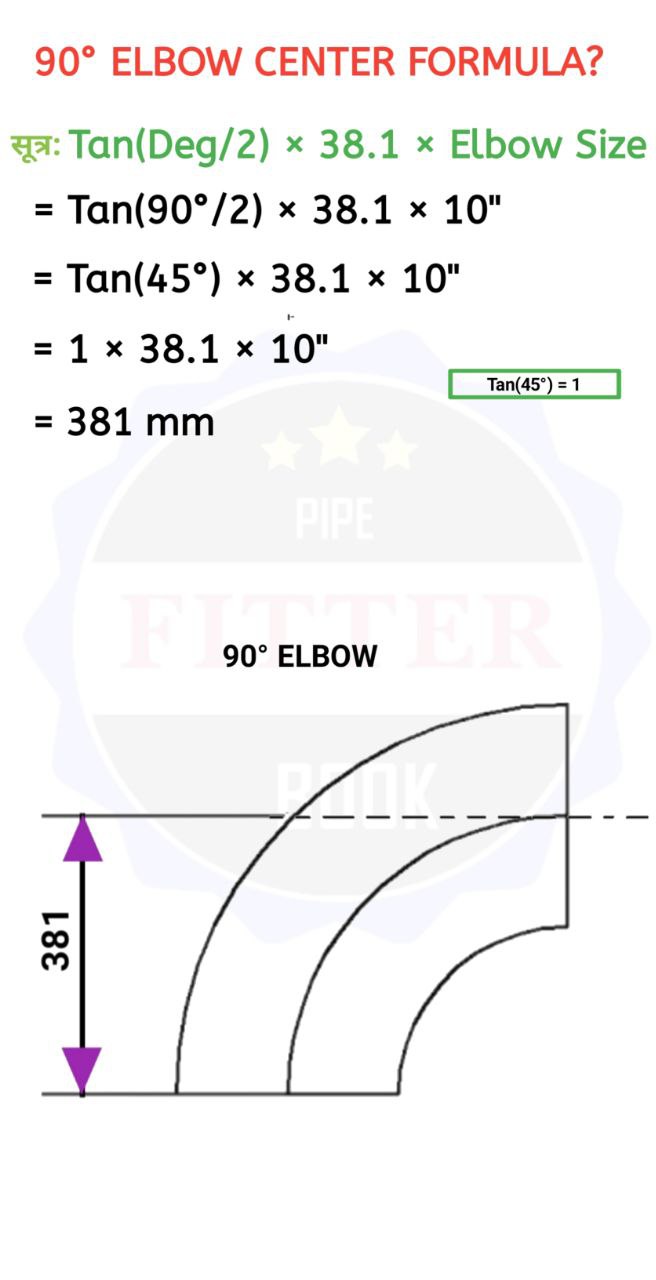 90° ELBOW CENTER FORMULA?
सूत्र: Tan(Deg/2) × 38.1 × Elbow Size
= Tan(90°/2) × 38.1 × 10"
= Tan(45°) × 38.1 × 10"
= 1 × 38.1 × 10"
Tan(45°) = 1
= 381 mm
PIPE
FITTER
90° ELBOW
BOOK
381